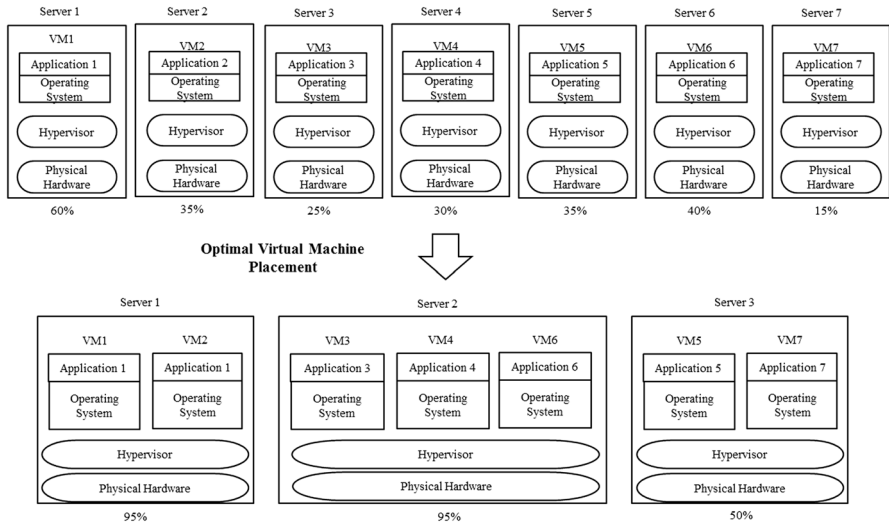 Server 1 Server 2 Server 3 Server 4 Server 5 Server 6 Server 7
VM1 VM2 VM3 VM4 VM5 VM6 VM7
Application 1 Application 2 Application 3 Application 4 Application 5 Application 6 Application 7
Operating Operating Operating Operating Operating Operating Operating
System System System System System System System
Hypervisor Hypervisor Hypervisor Hypervisor Hypervisor Hypervisor Hypervisor
Physical Physical Physical Physical Physical Physical Physical
Hardware Hardware Hardware Hardware Hardware Hardware Hardware
60% 35% 25% 30% 35% 40% 15%
Optimal Virtual Machine
Placement
Server 1 Server 2 Server 3
VM1 VM2 VM3 VM4 VM6 VM5 VM7
Application 1 Application 1 Application 3 Application 4 Application 6 Application 5 Application 7
Operating Operating Operating Operating Operating Operating Operating
System System System System System System System
Hypervisor Hypervisor Hypervisor
Physical Hardware Physical Hardware Physical Hardware
95% 95% 50%